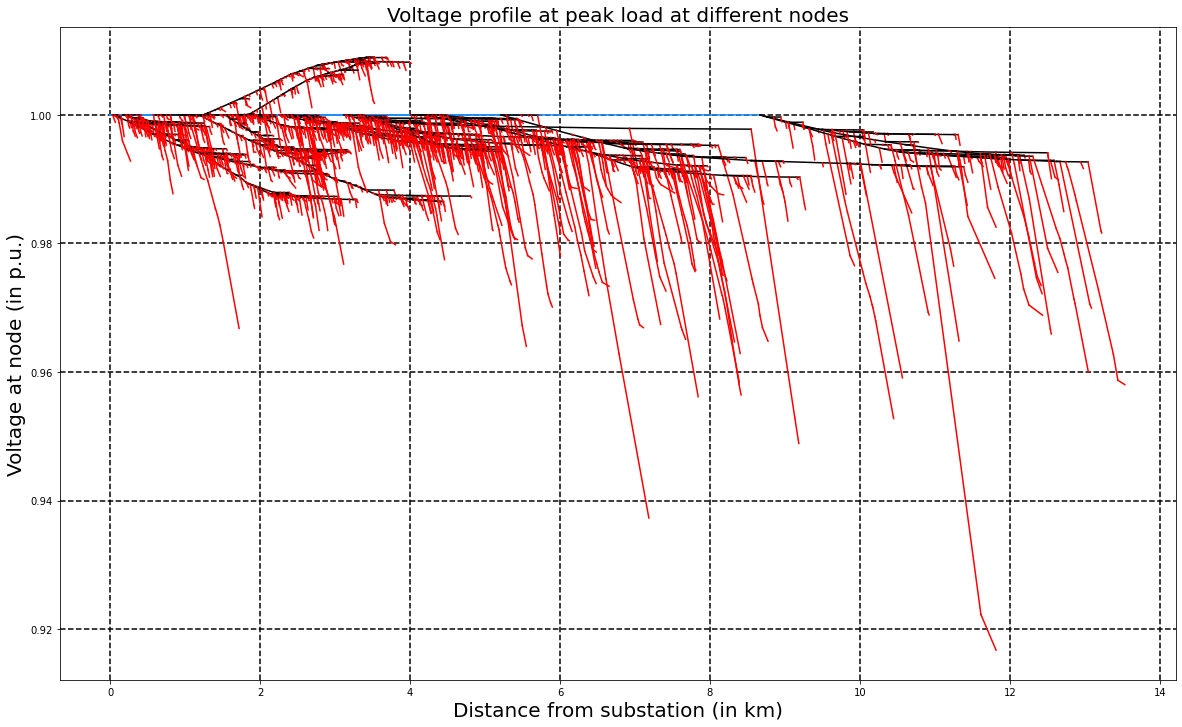 Voltage profile at peak load at different nodes
Voltage at node (in p.u.)
1.00
0.98
0.96
0.94
0.92
0 2 4 6 8 10 12 14
Distance from substation (in km)